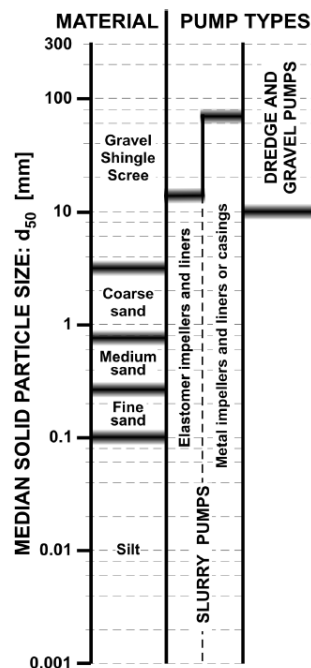 MATERIAL
PUMP TYPES
MEDIAN SOLID PARTICLE SIZE: d50 [mm]
300
100
10
1
0.1
0.01
0.001
Gravel
Shingle
Scree
Coarse
sand
Medium
sand
Fine
sand
Silt
Elastomer impellers and liners
Metal impellers and liners or casings
SLURRY PUMPS
DREDGE AND
GRAVEL PUMPS